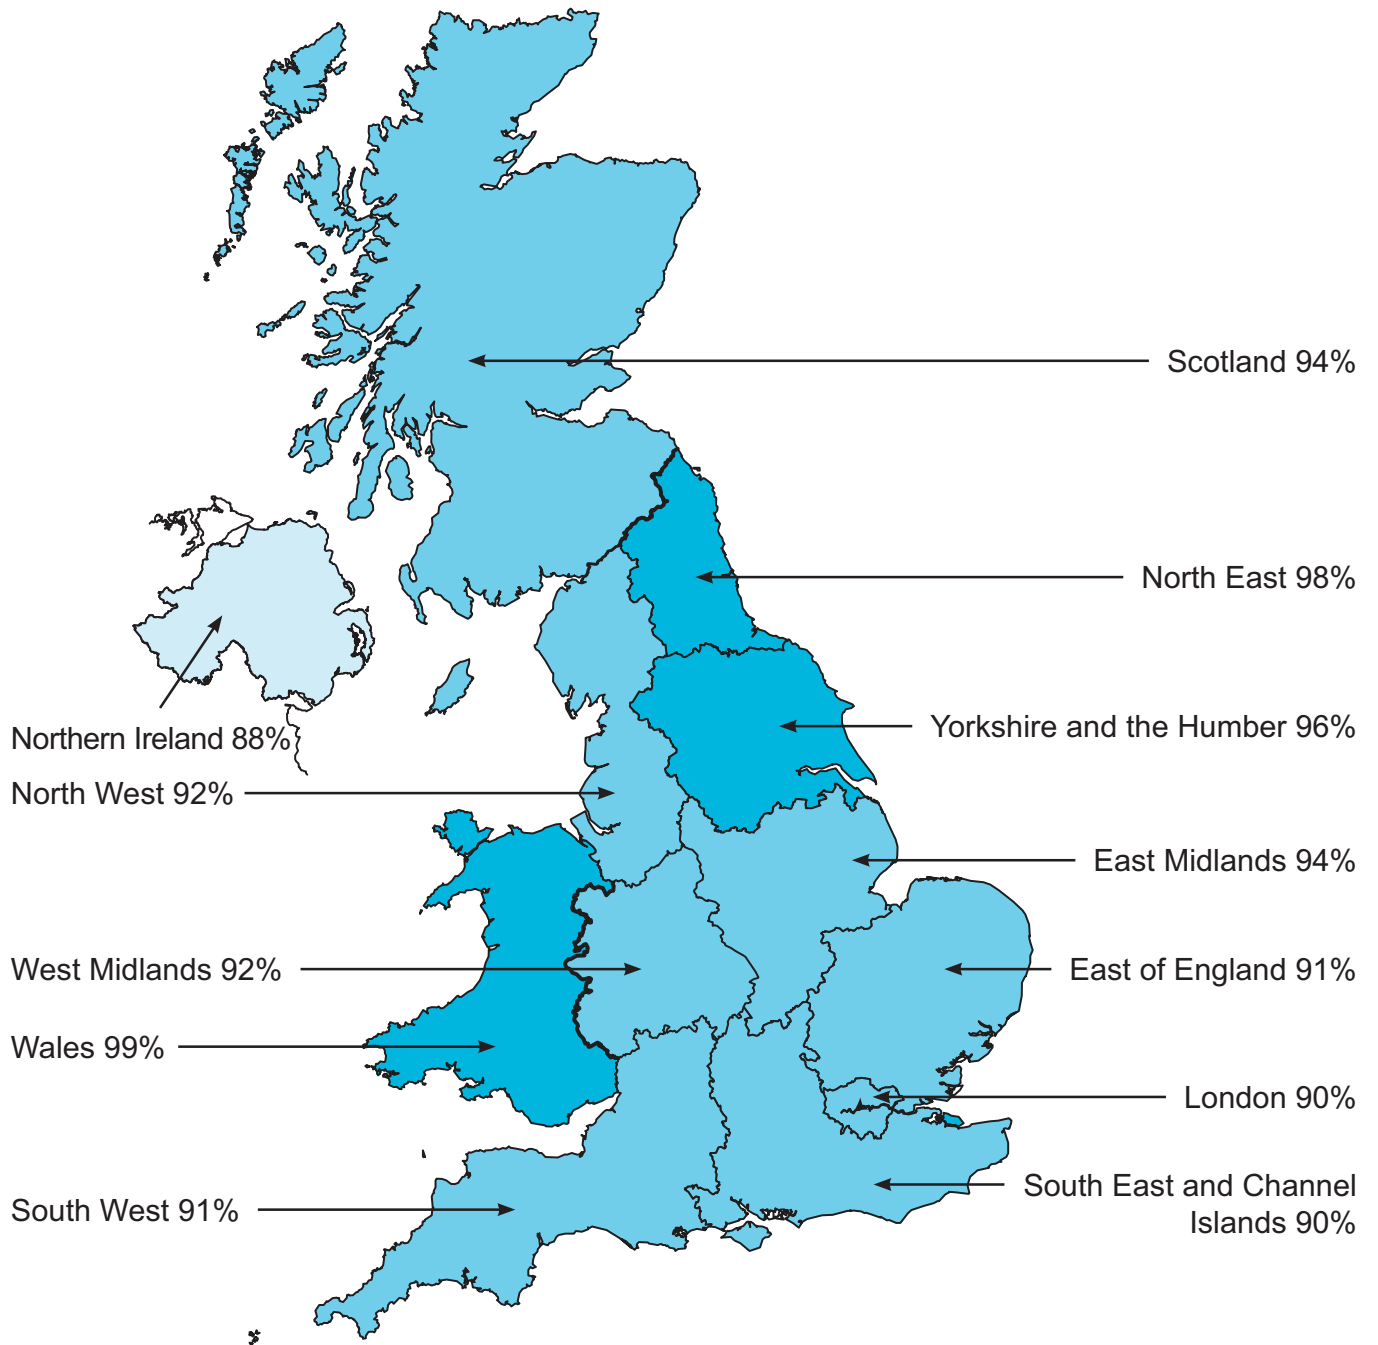 Scotland 94%
North East 98%
Northern Ireland 88%
Yorkshire and the Humber 96%
North West 92%
East Midlands 94%
West Midlands 92%
East of England 91%
Wales 99%
London 90%
South West 91%
South East and Channel
Islands 90%